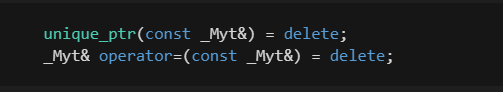 unique_ptr(const _Myt&) = delete;
_Myt& operator=(const _Myt&) = delete;